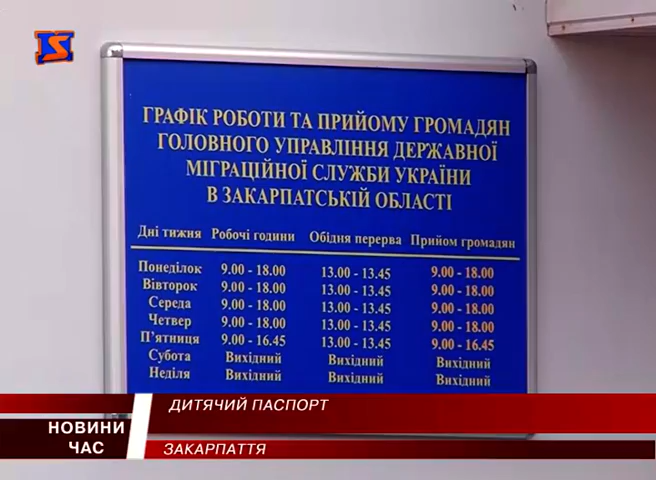 ГРАФІК РОБОТИ ТА ПРИЙОМУ ГРОМАДЯН
ГОЛОВНОГО УПРАВЛІННЯ ДЕРЖАВНОЇ
МІГРАЦІЙНОЇ СЛУЖБИ УКРАЇНИ
В ЗАКАРПАТСЬКІЙ ОБЛАСТІ
Дні тижня Робочі години Обідня перерва Прийом громадян
Понеділок 9.00 - 18.00 13.00 - 13.45 9.00 - 18.00
Вівторок 9.00 - 18.00 13.00 - 13.45 9.00 - 18.00
Середа 9.00 - 18.00 13.00 - 13.45 9.00 - 18.00
Четвер 9.00 - 18.00 13.00 - 13.45 9.00 - 18.00
П'ятниця 9.00 - 16.45 13.00 - 13.45 9.00 - 16.45
Субота Вихідний Вихідний Вихідний
Неділя Вихідний Вихідний Вихідний
ДИТЯЧИЙ ПАСПОРТ
НОВИНИ
ЧАС
ЗАКАРПАТТЯ